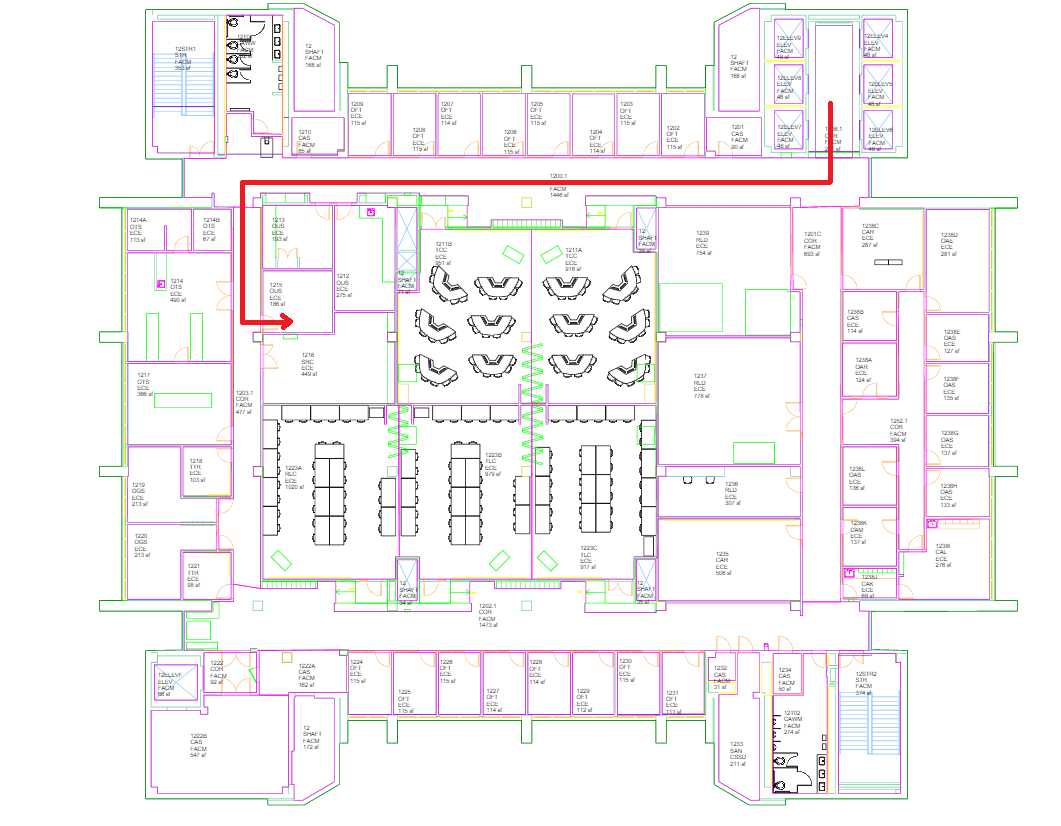 12STR1
STR
FACM
353 sf
12
SHAFT
FACM
168 sf
12
SHAFT
FACM
168 sf
12ELEV9
ELEV
FACM
48 sf
12ELEV4
ELEV
FACM
48 sf
12ELEV8
ELEV
FACM
48 sf
12ELEV5
ELEV
FACM
48 sf
12ELEV7
ELEV
FACM
48 sf
12ELEV6
ELEV
FACM
48 sf
COR
FACM
1210
CAS
FACM
85 sf
1209
OFT
ECE
115 sf
1208
OFT
ECE
115 sf
1207
OFT
ECE
114 sf
1206
OFT
ECE
115 sf
1205
OFT
ECE
115 sf
1204
OFT
ECE
114 sf
1203
OFT
ECE
115 sf
1202
OFT
ECE
115 sf
1201
CAS
FACM
90 sf
1200.1
FACM
1446 sf
1214A
OTS
ECE
113 sf
1214B
OTS
ECE
67 sf
1213
OUS
ECE
193 sf
1211B
TCC
ECE
951 sf
1211A
TCC
ECE
916 sf
12
SHAFT
FACM
1239
RLD
ECE
754 sf
1201C
COR
FACM
693 sf
1238C
OAR
ECE
287 sf
1238D
OAE
ECE
281 sf
1214
OTS
ECE
490 sf
1215
OUS
ECE
186 sf
1212
OUS
ECE
275 sf
12
SHAFT
FACM
1238B
CAS
ECE
114 sf
1238E
OAS
ECE
127 sf
1216
SRC
ECE
449 sf
1238A
OAR
ECE
124 sf
1217
OTS
ECE
366 sf
1203.1
COR
FACM
477 sf
1237
RLD
ECE
778 sf
1238F
OAS
ECE
135 sf
1252.1
COR
FACM
394 sf
1238G
OAS
ECE
137 sf
1218
TTR
ECE
103 sf
1223A
RLC
ECE
1020 sf
1223B
TLC
ECE
979 sf
1238L
OAS
ECE
136 sf
1219
OGS
ECE
213 sf
1236
RLD
ECE
307 sf
1238H
OAS
ECE
133 sf
1220
OGS
ECE
213 sf
1238K
CAM
ECE
137 sf
1221
TTR
ECE
98 sf
1223C
TLC
ECE
917 sf
1235
CAR
ECE
508 sf
1238I
CAL
ECE
276 sf
1238J
CAK
ECE
68 sf
12
SHAFT
FACM
34 sf
12
SHAFT
FACM
35 sf
1202.1
COR
FACM
1473 sf
12ELEVF
ELEV
FACM
66 sf
1222
COR
FACM
92 sf
1222A
CAS
FACM
162 sf
1224
OFT
ECE
115 sf
1225
OFT
ECE
115 sf
1226
OFT
ECE
115 sf
1227
OFT
ECE
114 sf
1228
OFT
ECE
114 sf
1229
OFT
ECE
112 sf
1230
OFT
ECE
115 sf
1231
OFT
ECE
111 sf
1232
CAS
FACM
31 sf
1234
CAS
FACM
50 sf
12STR2
STR
FACM
374 sf
1222B
CAS
FACM
547 sf
12
SHAFT
FACM
172 sf
1233
SAN
CSSD
211 sf
12T02
CAWM
FACM
274 sf